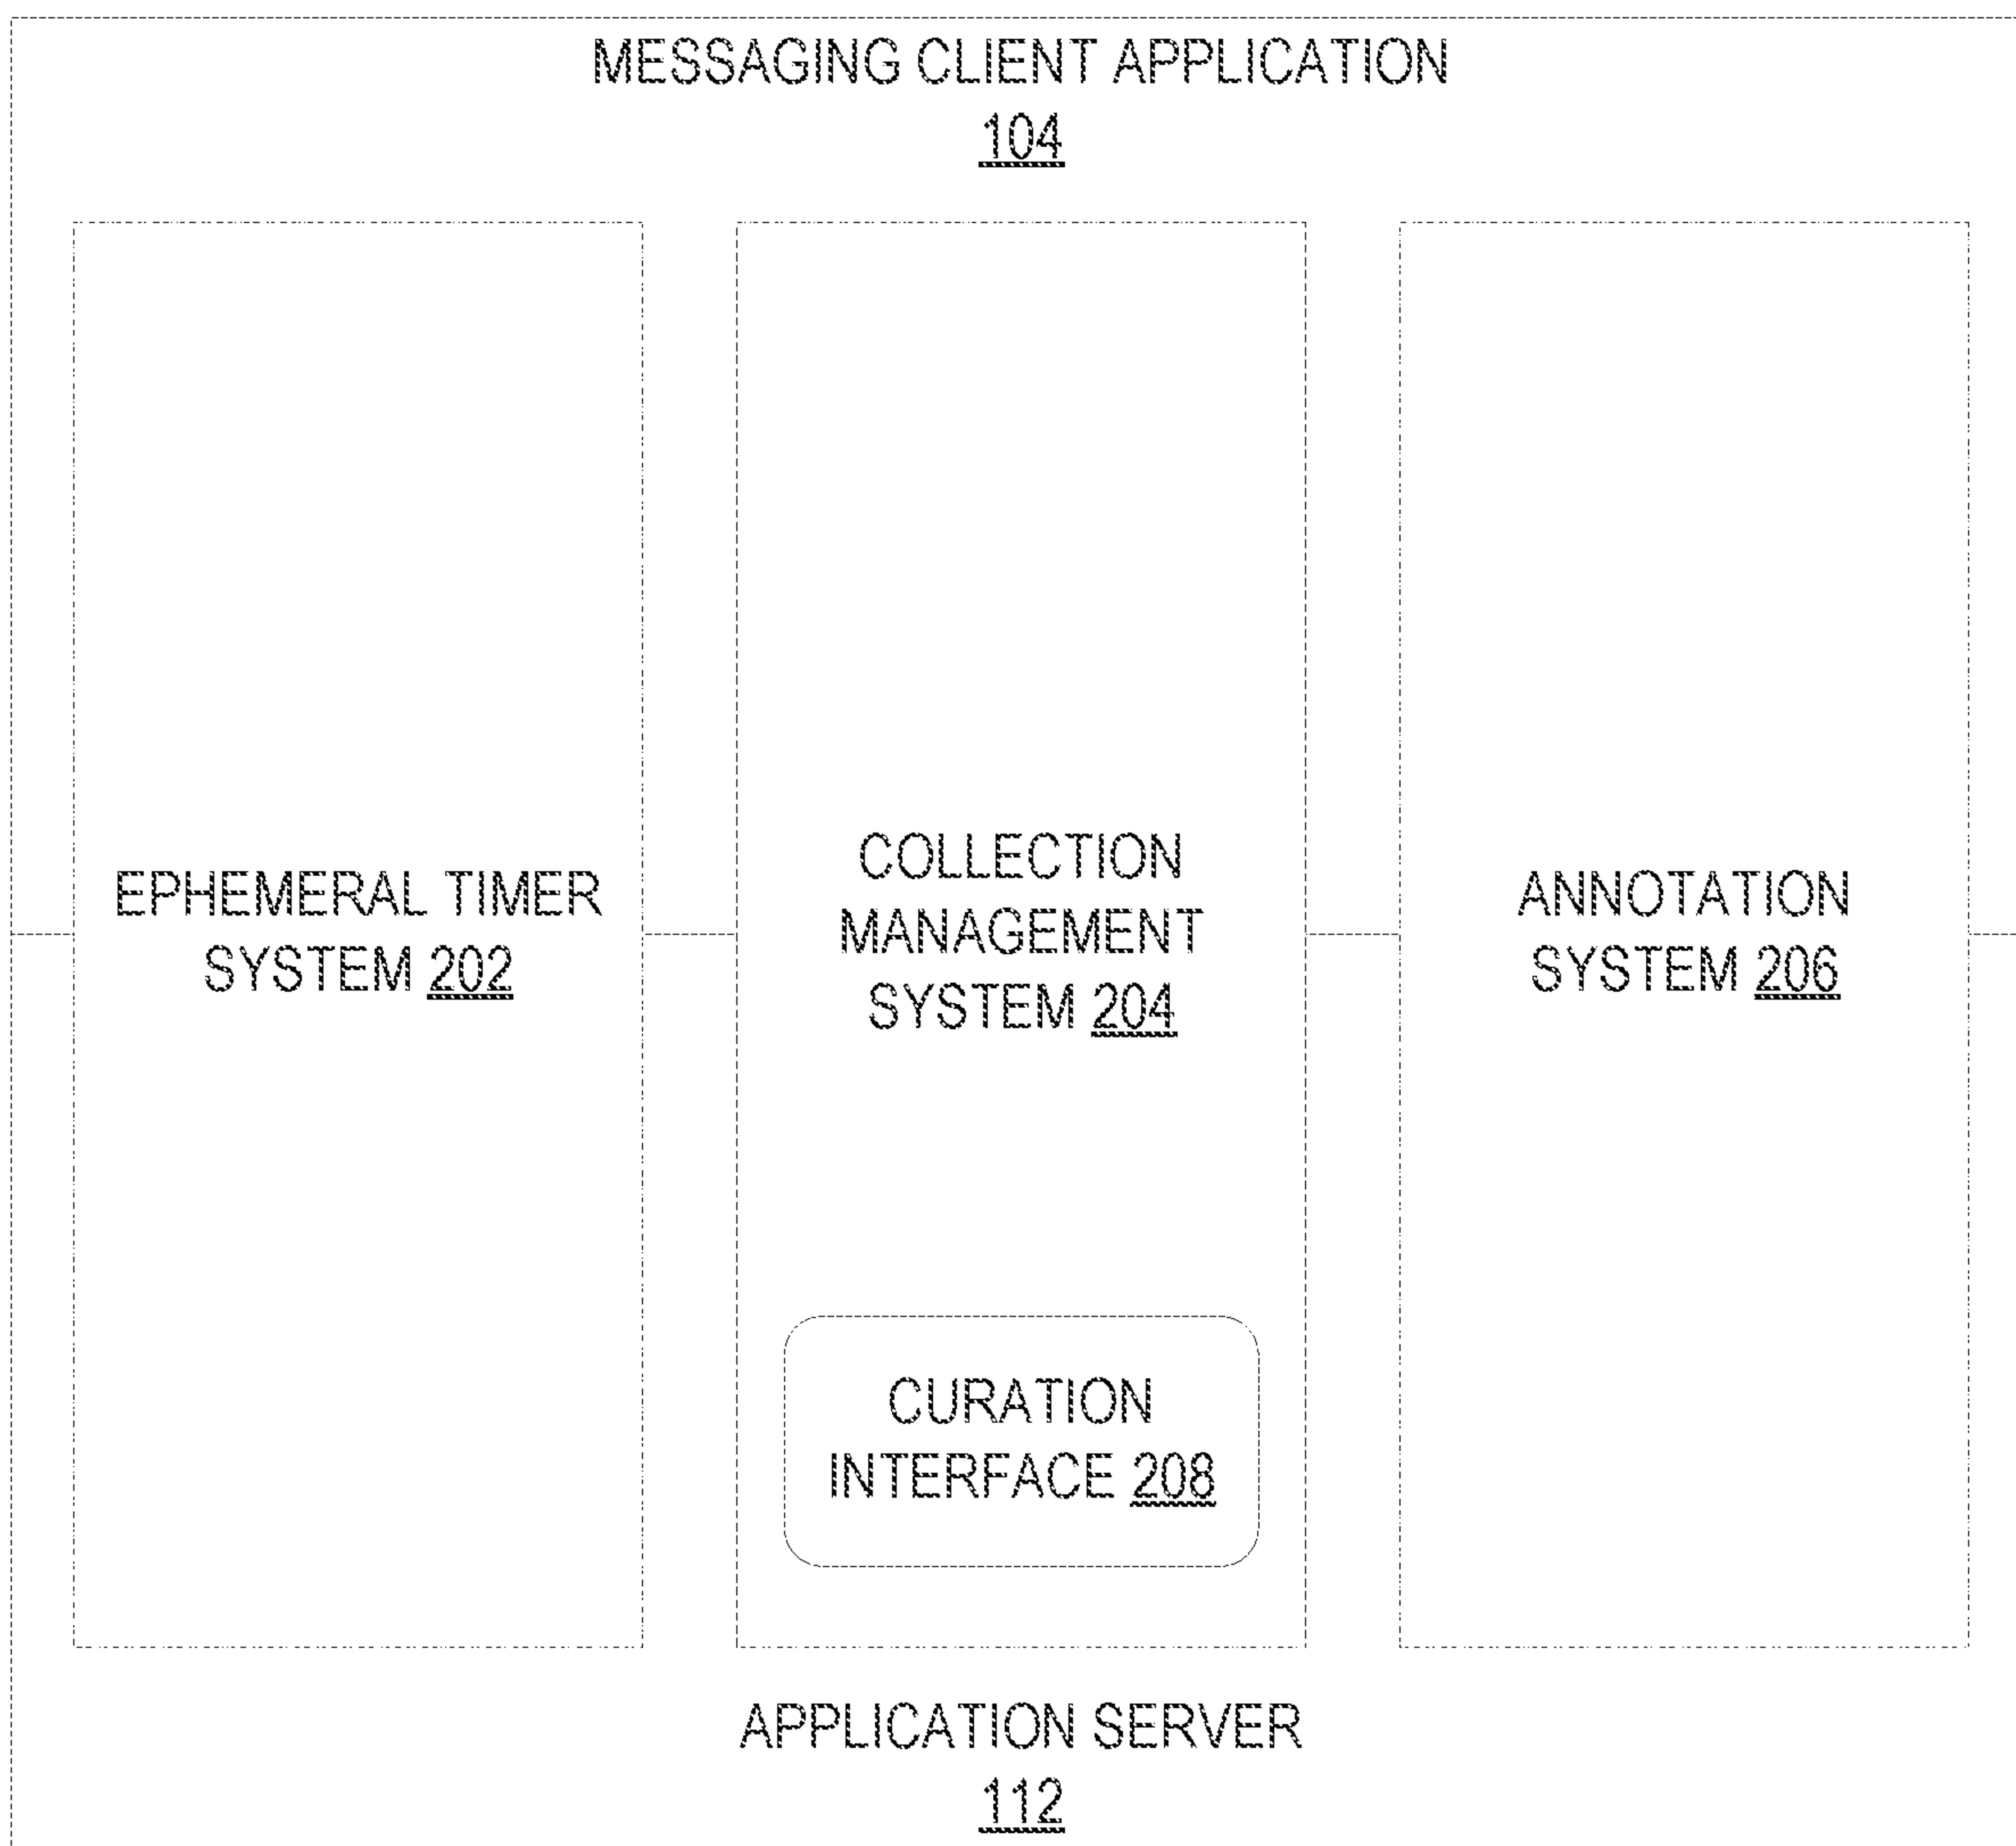 MESSAGING CLIENT APPLICATION
104
EPHEMERAL TIMER
SYSTEM 202
COLLECTION
MANAGEMENT
SYSTEM 204
CURATION
INTERFACE 208
ANNOTATION
SYSTEM 206
APPLICATION SERVER
112